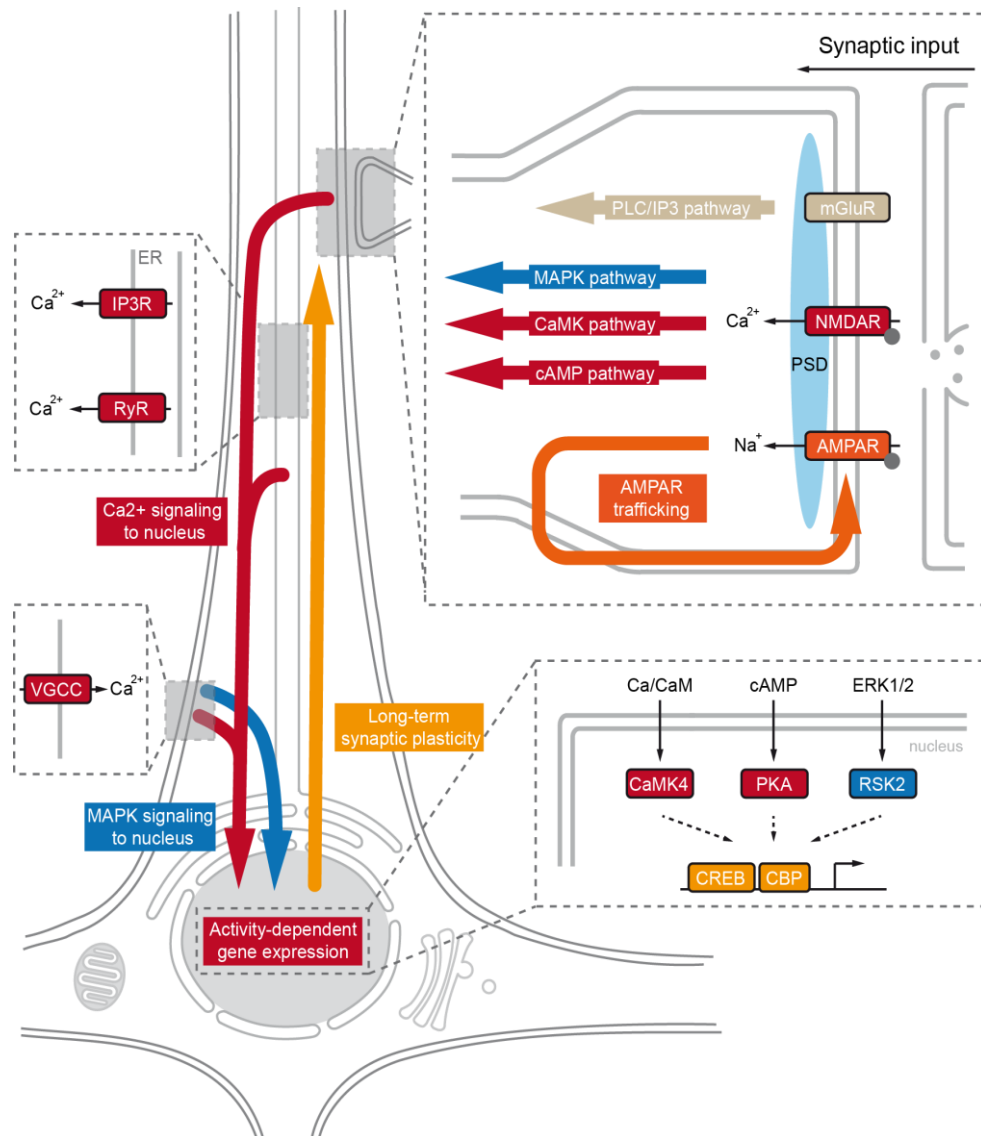 Synaptic input
PLC/IP3 pathway
mGluR
MAPK pathway
CaMK pathway
cAMP pathway
Ca2+
NMDAR
PSD
Na+
AMPAR
AMPAR
trafficking
ER
Ca2+
IP3R
Ca2+
RyR
Ca2+ signaling
to nucleus
VGCC
Ca2+
Long-term
synaptic plasticity
MAPK signaling
to nucleus
Activity-dependent
gene expression
Ca/CaM
cAMP
ERK1/2
nucleus
CaMK4
PKA
RSK2
CREB
CBP